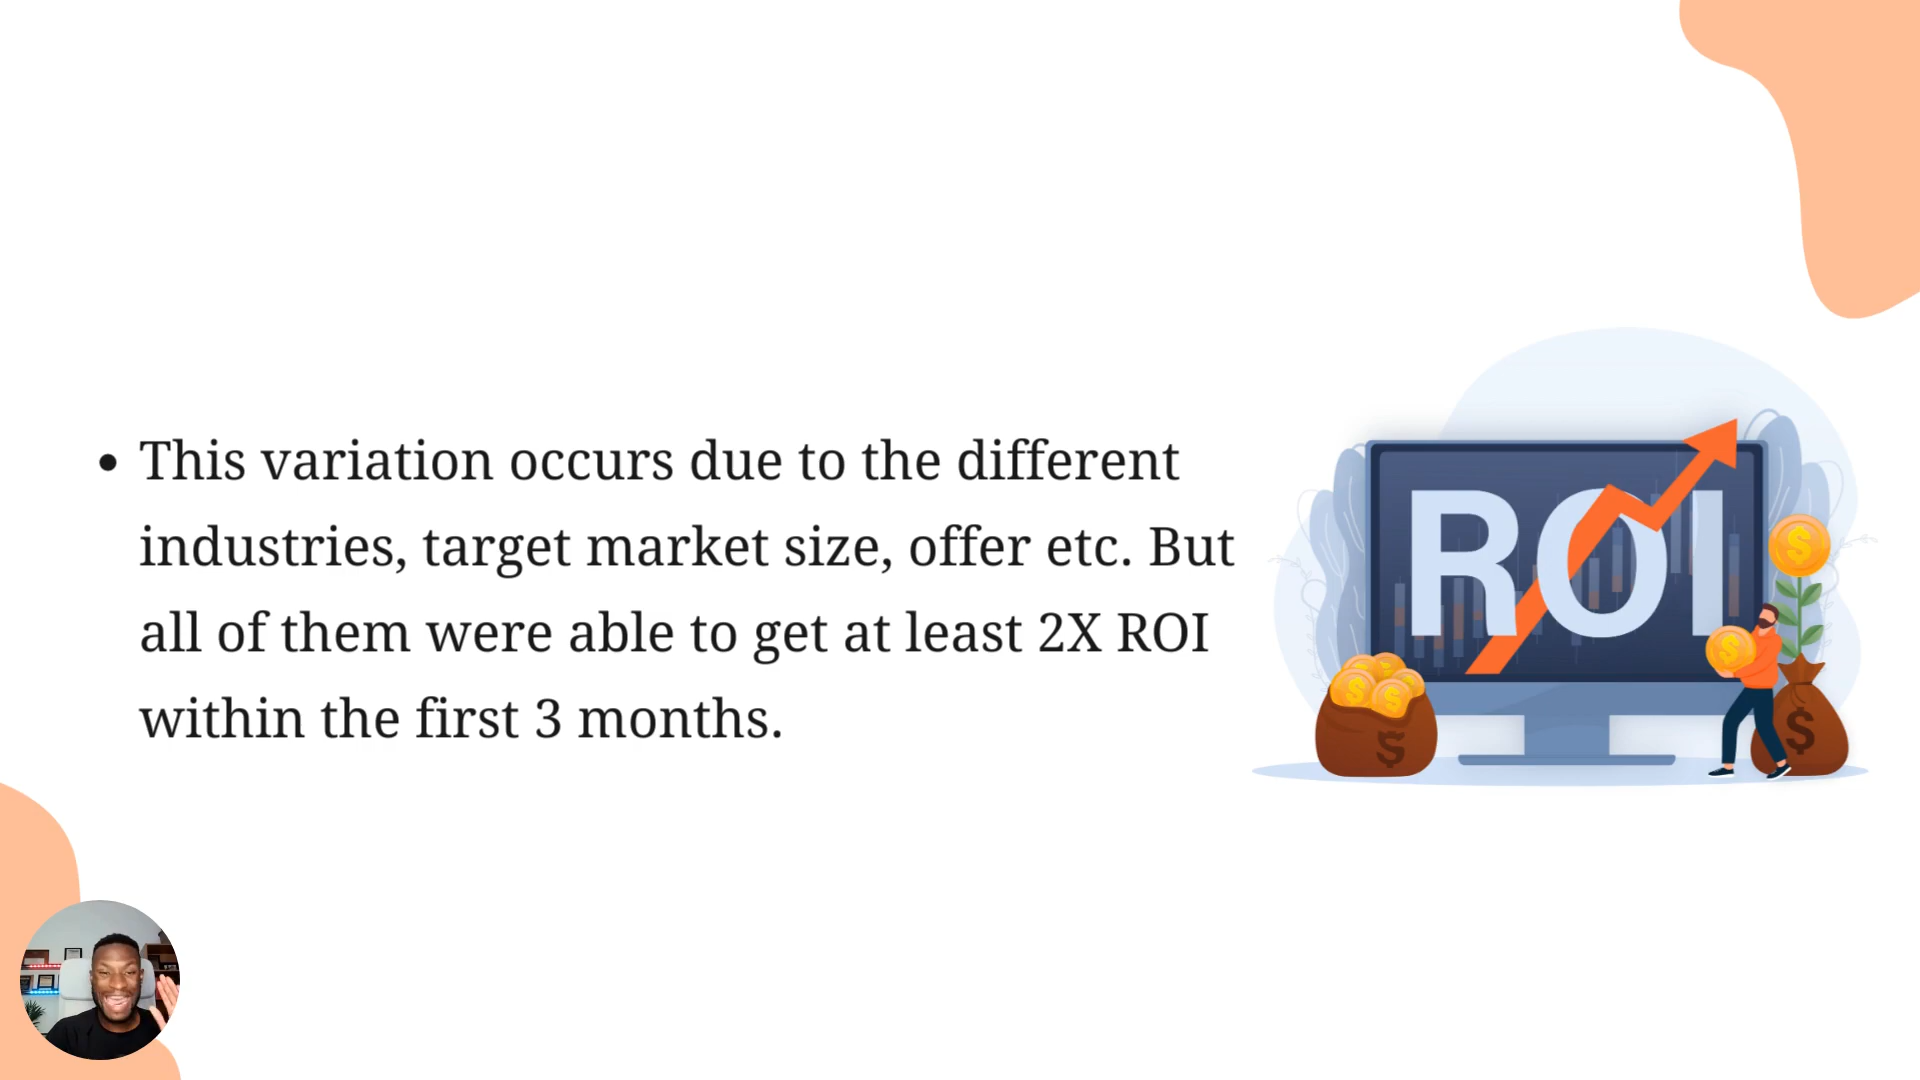 • This variation occurs due to the different
industries, target market size, offer etc. But
all of them were able to get at least 2X ROI
within the first 3 months.
ROI
$
$
$
$
$
$